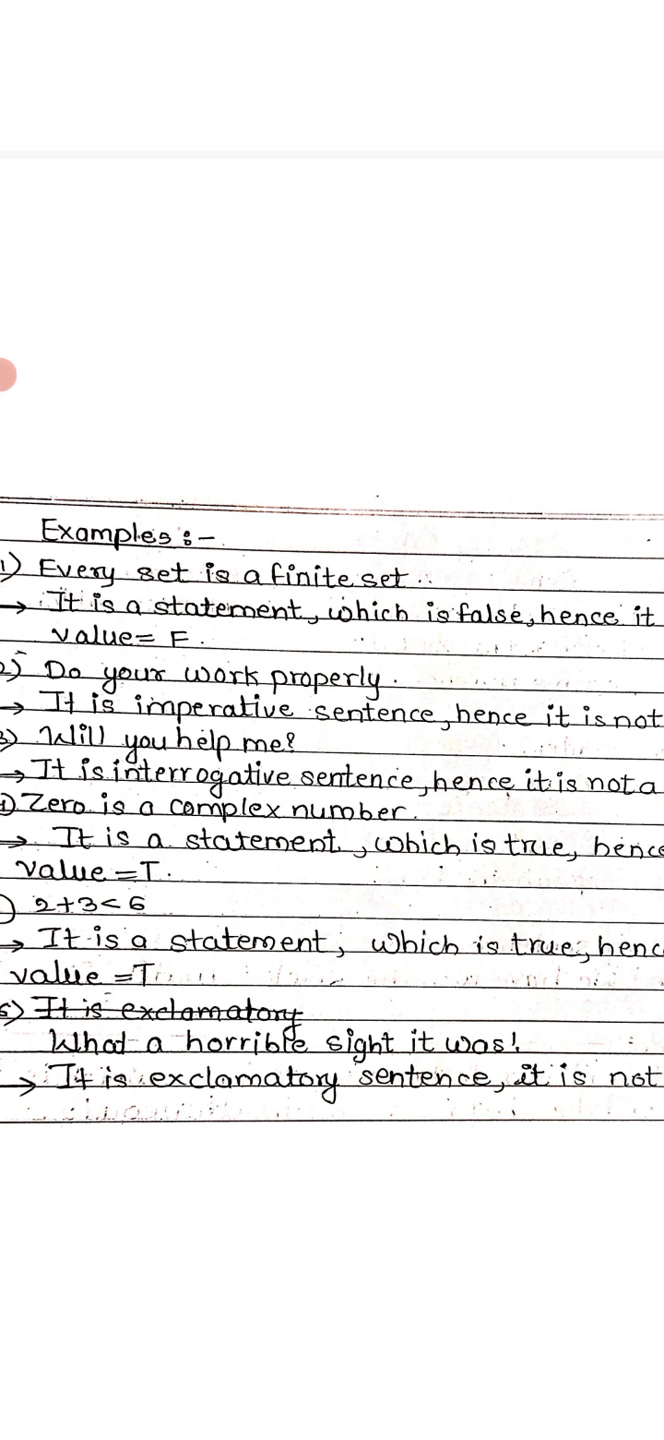 Examples :-
1) Every set is a finite set.
→ It is a statement, which is false, hence it
value = F.
2) Do your work properly.
→ It is imperative sentence, hence it is not
3) Will you help me?
→ It is interrogative sentence, hence it is not a
4) Zero is a complex number.
→ It is a statement, which is true, hence
value = T.
) 2+3<6
→ It is a statement, which is true, henc
value = T
6) It is exclamatory
What a horrible sight it was!
→ It is exclamatory sentence, it is not